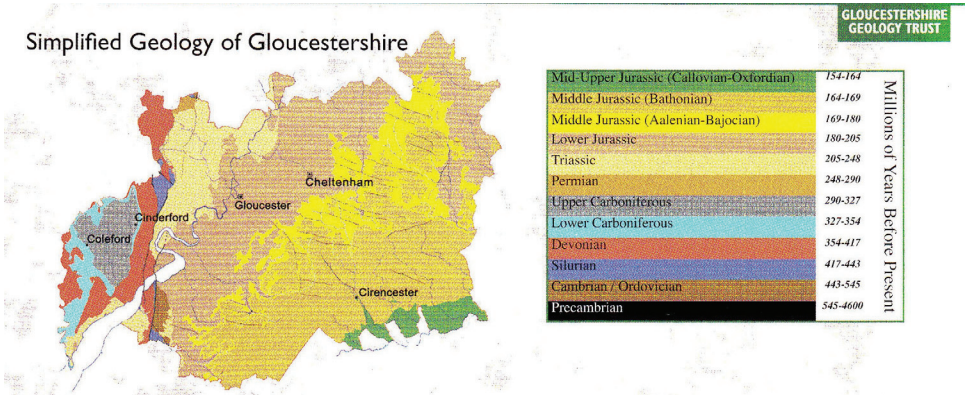 GLOUCESTERSHIRE
GEOLOGY TRUST
Simplified Geology of Gloucestershire
Cheltenham
Gloucester
Cinderford
Coleford
Cirencester
Mid-Upper Jurassic (Callovian-Oxfordian) 154-164
Middle Jurassic (Bathonian) 164-169
Middle Jurassic (Aalenian-Bajocian) 169-180
Lower Jurassic 180-205
Triassic 205-248
Permian 248-290
Upper Carboniferous 290-327
Lower Carboniferous 327-354
Devonian 354-417
Silurian 417-443
Cambrian / Ordovician 443-545
Precambrian 545-4600
Millions of Years Before Present